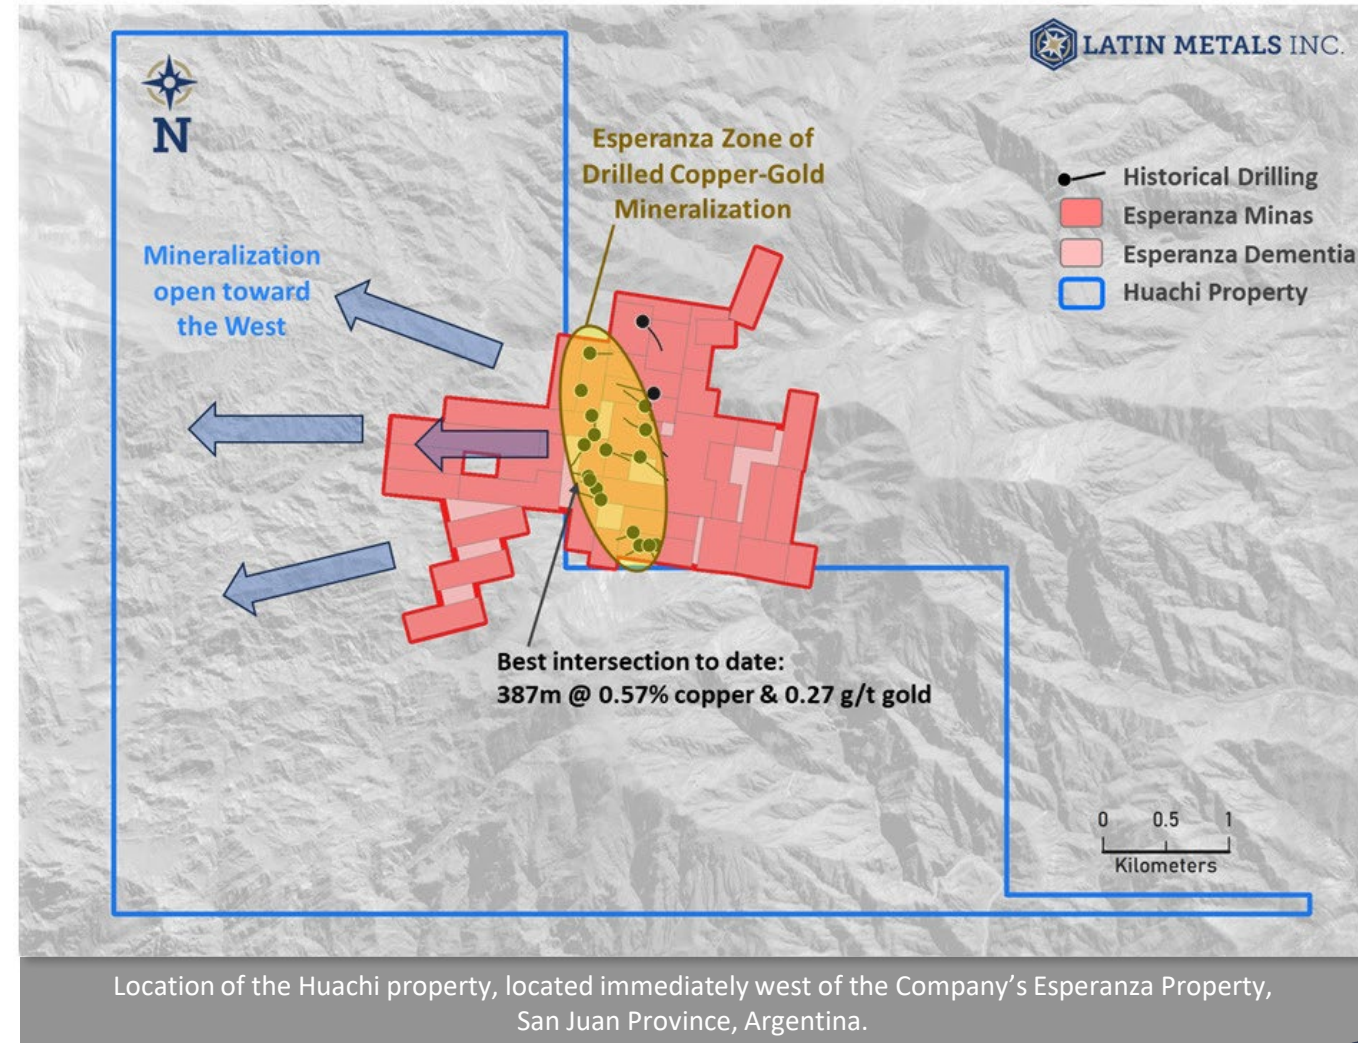 LATIN METALS INC.
N
Esperanza Zone of
Drilled Copper-Gold
Mineralization
Historical Drilling
Esperanza Minas
Esperanza Dementia
Huachi Property
Mineralization
open toward
the West
Best intersection to date:
387m @ 0.57% copper & 0.27 g/t gold
0 0.5 1
Kilometers
Location of the Huachi property, located immediately west of the Company’s Esperanza Property,
San Juan Province, Argentina.